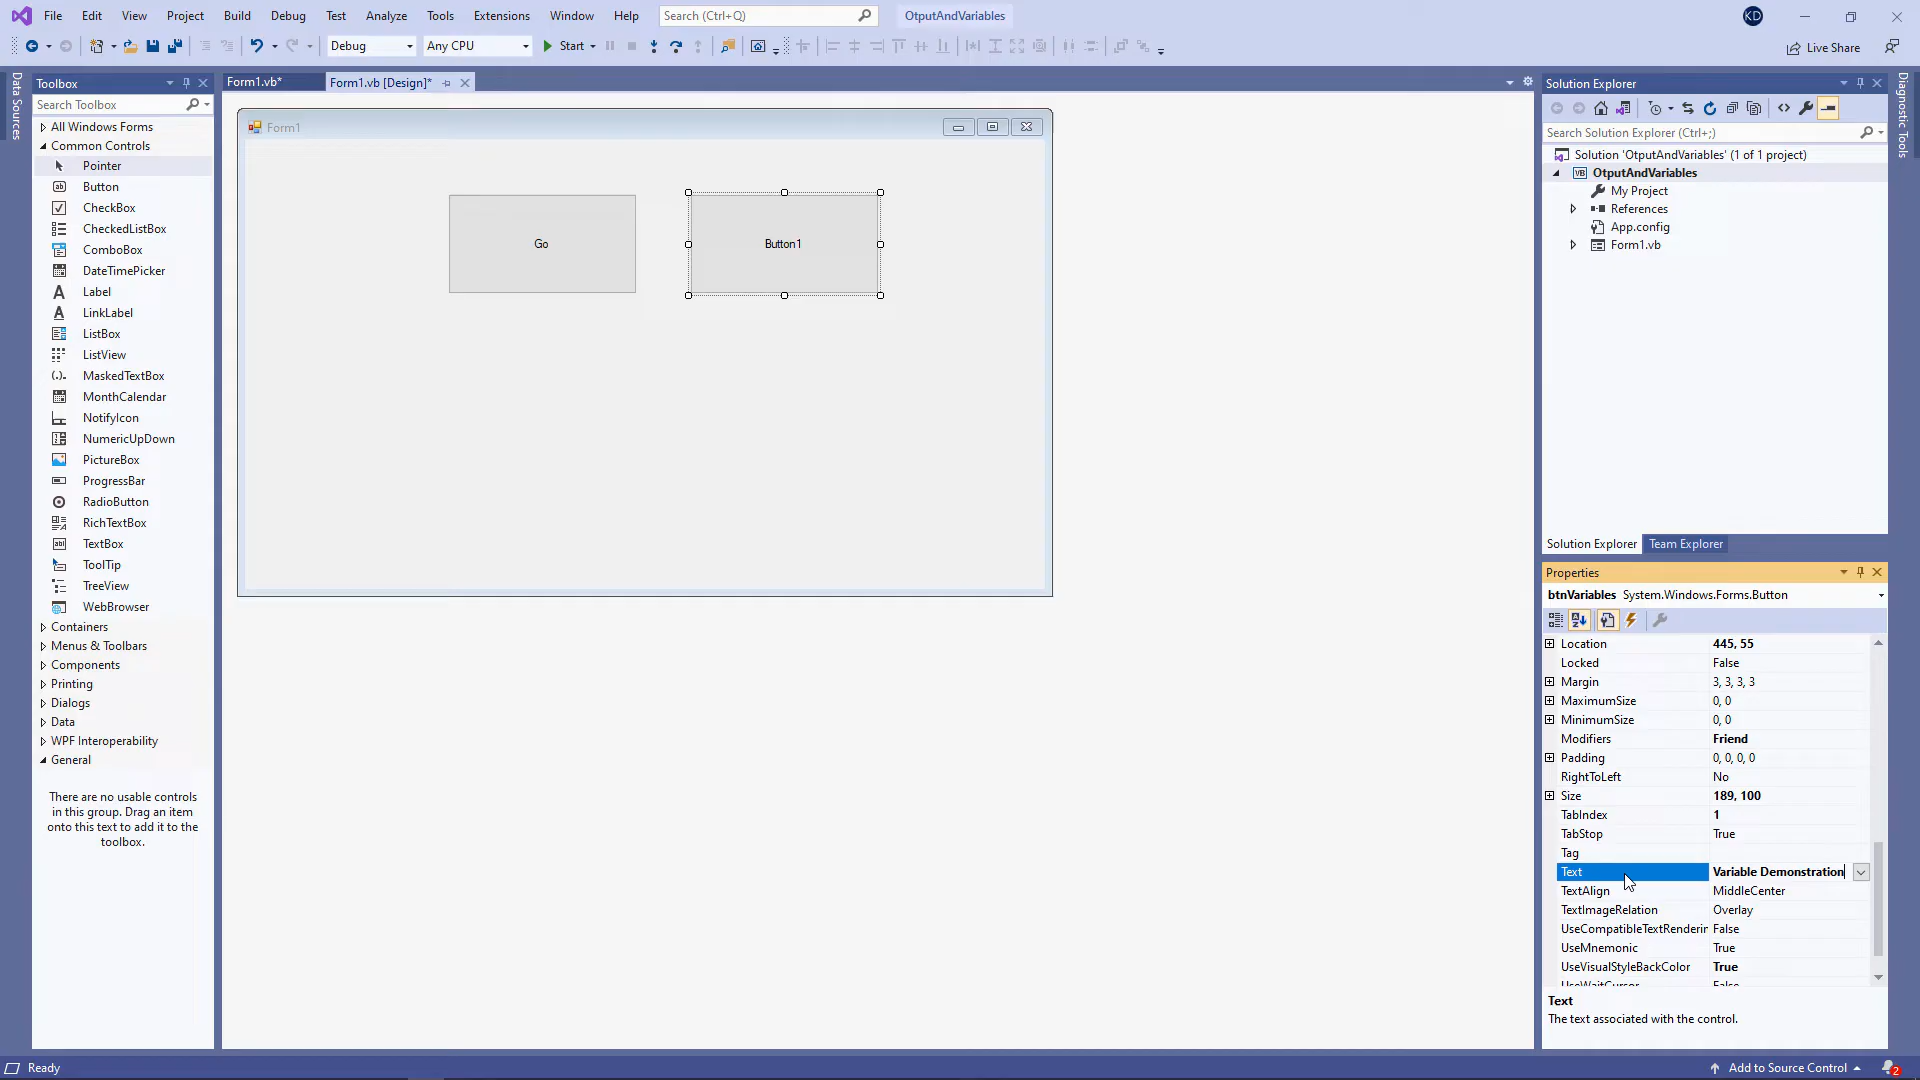 File Edit View Project Build Debug Test Analyze Tools Extensions Window Help Search (Ctrl+Q) OtputAndVariables KD
Debug Any CPU Start Live Share
Data Sources
Toolbox
Search Toolbox
All Windows Forms
Common Controls
Pointer
Button
CheckBox
CheckedListBox
ComboBox
DateTimePicker
Label
LinkLabel
ListBox
ListView
MaskedTextBox
MonthCalendar
NotifyIcon
NumericUpDown
PictureBox
ProgressBar
RadioButton
RichTextBox
TextBox
ToolTip
TreeView
WebBrowser
Containers
Menus & Toolbars
Components
Printing
Dialogs
Data
WPF Interoperability
General
There are no usable controls
in this group. Drag an item
onto this text to add it to the
toolbox.
Form1.vb* Form1.vb [Design]*
Form1
Go Button1
Solution Explorer
Search Solution Explorer (Ctrl+;)
Solution 'OtputAndVariables' (1 of 1 project)
VB OtputAndVariables
My Project
References
App.config
Form1.vb
Solution Explorer Team Explorer
Diagnostic Tools
Properties
btnVariables System.Windows.Forms.Button
Location 445, 55
Locked False
Margin 3, 3, 3, 3
MaximumSize 0, 0
MinimumSize 0, 0
Modifiers Friend
Padding 0, 0, 0, 0
RightToLeft No
Size 189, 100
TabIndex 1
TabStop True
Tag
Text Variable Demonstration
TextAlign MiddleCenter
TextImageRelation Overlay
UseCompatibleTextRenderin False
UseMnemonic True
UseVisualStyleBackColor True
UseWaitCursor False
Text
The text associated with the control.
Ready Add to Source Control 2